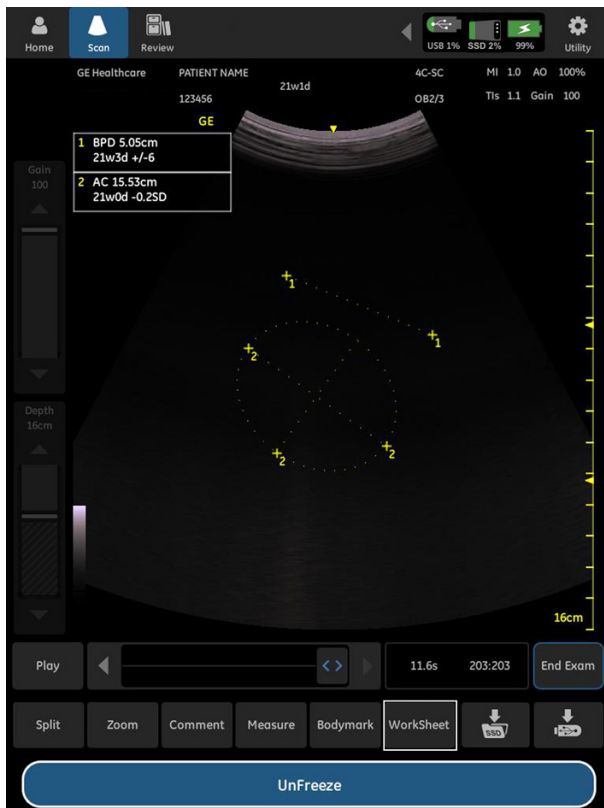 Home Scan Review USB 1% SSD 2% 99% Utility
GE Healthcare PATIENT NAME 21w1d 4C-SC MI 1.0 AO 100%
123456 OB2/3 TIs 1.1 Gain 100
GE
1 BPD 5.05cm
21w3d +/-6
2 AC 15.53cm
21w0d -0.2SD
Gain
100
1
1
2
2
2
Depth
16cm
16cm
Play 11.6s 203:203 End Exam
Split Zoom Comment Measure Bodymark WorkSheet SSD
UnFreeze